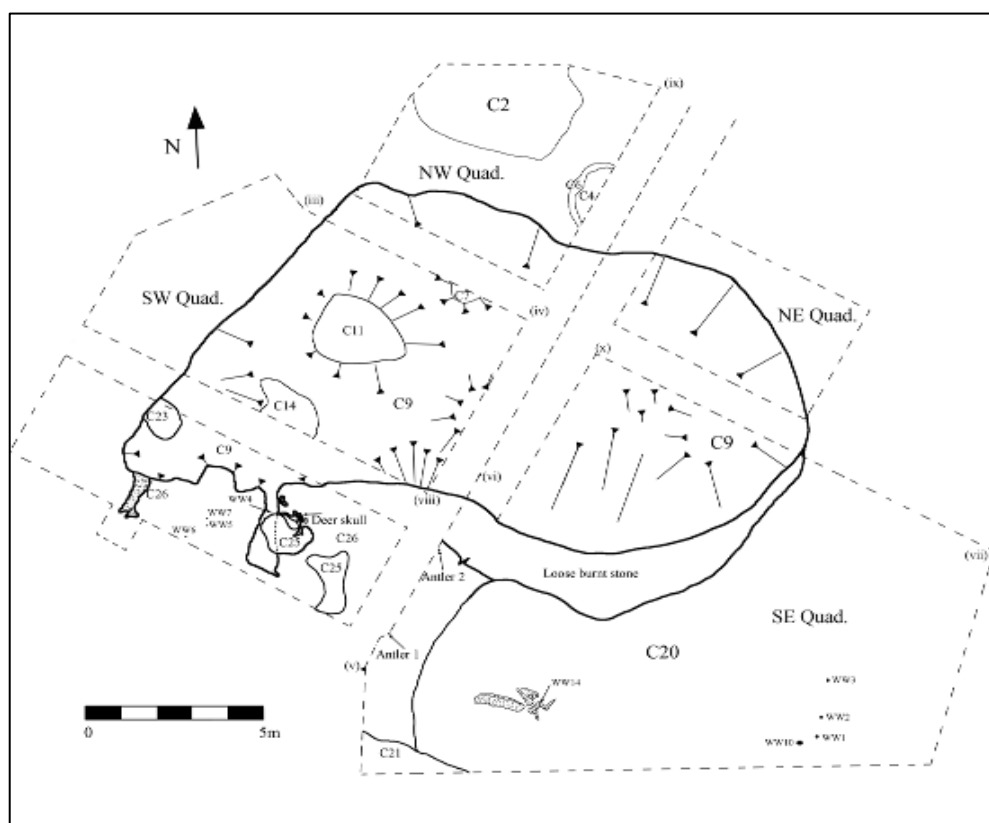 (ix)
C2
N
NW Quad.
C4
(iii)
SW Quad.
NE Quad.
(iv)
C11
(x)
C14
C9
C23
C9
C9
(vi)
(viii)
C26
WW4
WW7
WW5
WW6
Deer skull
C25
C26
C25
Antler 2
Loose burnt stone
(vii)
SE Quad.
Antler 1
C20
(v)
WW14
WW3
WW2
WW1
WW10
C21
0
5m